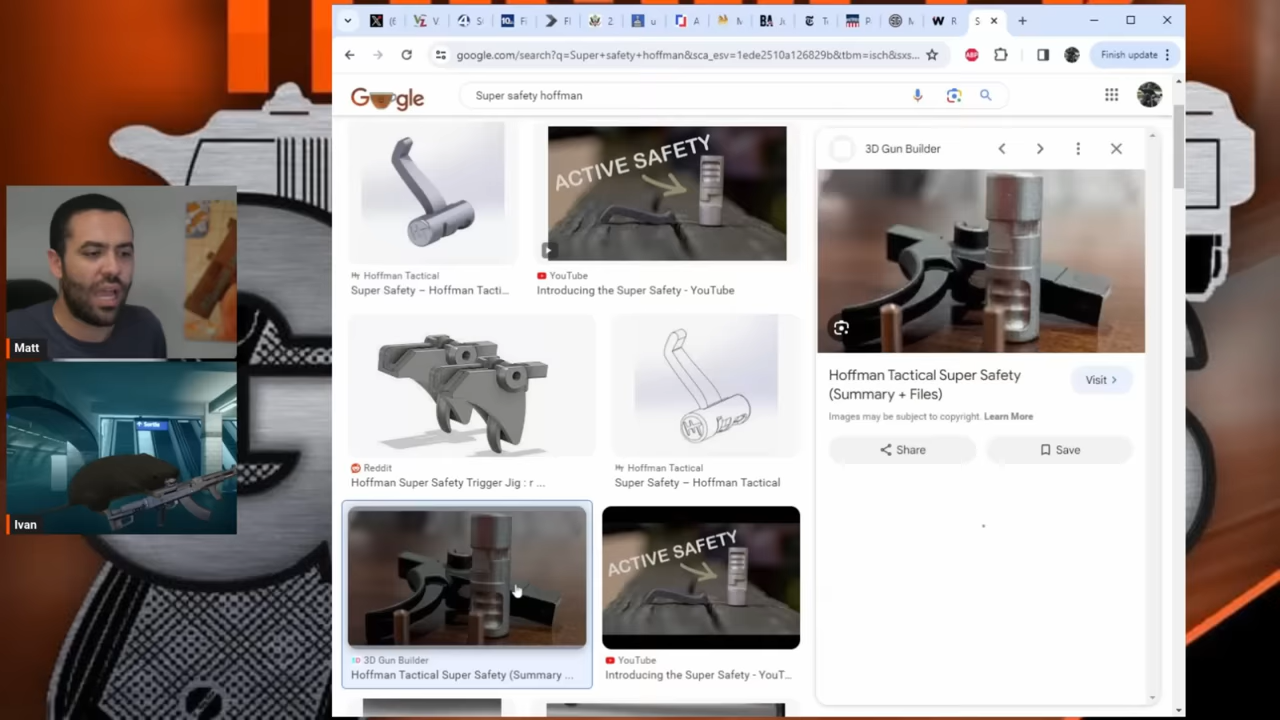 Finish update
google.com/search?q=Super+safety+hoffman&sca_esv=1ede2510a126829b&tbm=isch&sxs...
Google
Super safety hoffman
ACTIVE SAFETY
Hoffman Tactical
Super Safety – Hoffman Tacti...
YouTube
Introducing the Super Safety - YouTube
Reddit
Hoffman Super Safety Trigger Jig : r ...
Hoffman Tactical
Super Safety – Hoffman Tactical
ACTIVE SAFETY
3D Gun Builder
Hoffman Tactical Super Safety (Summary ...
YouTube
Introducing the Super Safety - YouT...
3D Gun Builder
Hoffman Tactical Super Safety
(Summary + Files)
Visit
Images may be subject to copyright. Learn More
Share
Save
Matt
Sortie
Ivan